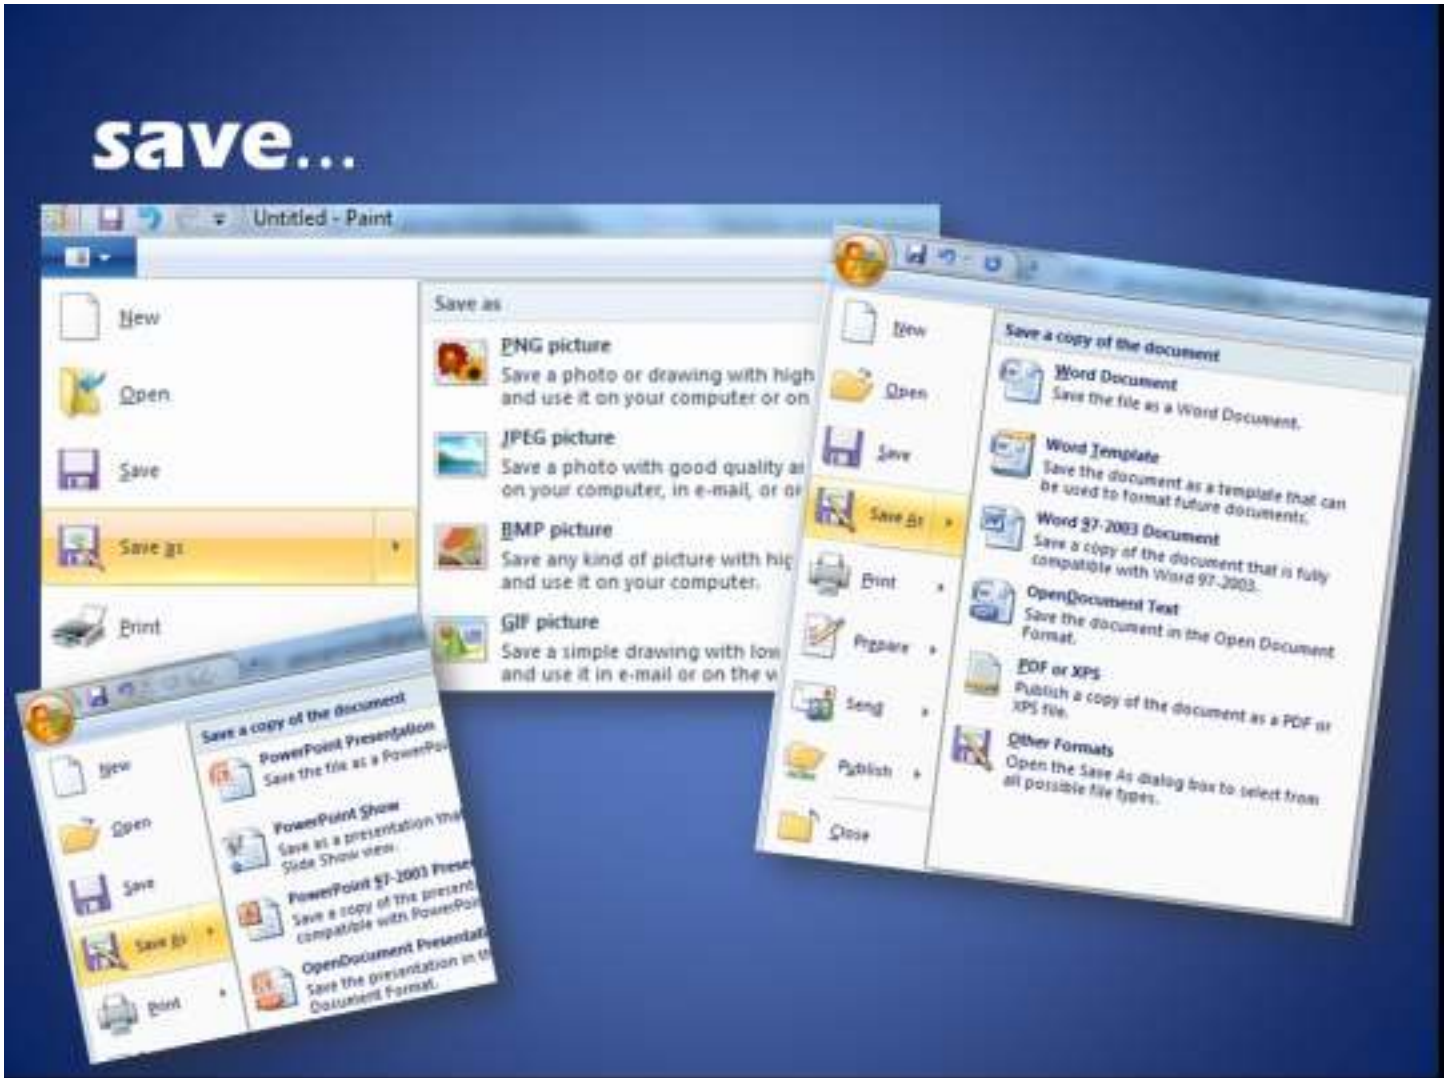 save...
Untitled - Paint
New
Open
Save
Save as
Print
Save as
PNG picture
Save a photo or drawing with high
and use it on your computer or on
JPEG picture
Save a photo with good quality
on your computer, in e-mail, or
BMP picture
Save any kind of picture with
and use it on your computer.
GIF picture
Save a simple drawing with low
and use it in e-mail or on the
New
Open
Save
Save As
Print
Prepare
Send
Publish
Close
Save a copy of the document
Word Document
Save the file as a Word Document.
Word Template
Save the document as a template that can
be used to format future documents.
Word 97-2003 Document
Save a copy of the document that is fully
compatible with Word 97-2003.
OpenDocument Text
Save the document in the Open Document
Format.
PDF or XPS
Publish a copy of the document as a PDF or
XPS file.
Other Formats
Open the Save As dialog box to select from
all possible file types.
New
Open
Save
Save As
Print
Save a copy of the document
PowerPoint Presentation
Save the file as a
PowerPoint Show
Save as a presentation
Slide Show view.
PowerPoint 97-2003
Save a copy of the
compatible with
OpenDocument
Save the presentation in
Document Format.